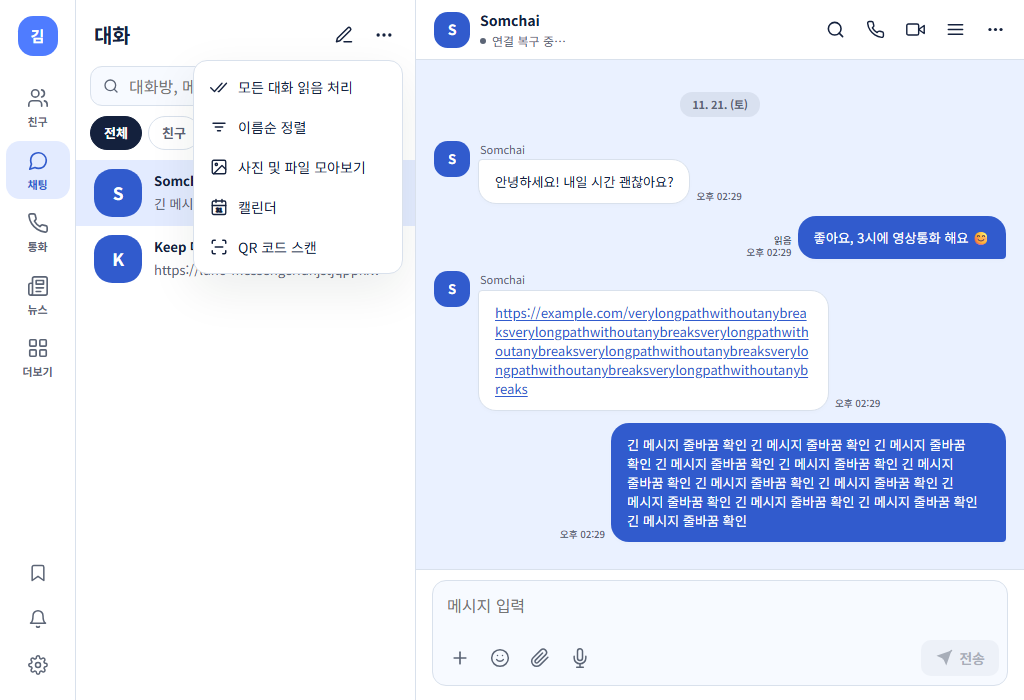 김
친구
채팅
통화
뉴스
더보기
대화
대화방, 메
전체
친구
모든 대화 읽음 처리
이름순 정렬
사진 및 파일 모아보기
캘린더
QR 코드 스캔
S
긴 메시
K
Keep
S
Somchai
연결 복구 중…
11. 21. (토)
S
Somchai
안녕하세요! 내일 시간 괜찮아요?
오후 02:29
좋아요, 3시에 영상통화 해요 😊
읽음
오후 02:29
S
Somchai
https://example.com/verylongpathwithoutanybrea
ksverylongpathwithoutanybreaksverylongpathwith
outanybreaksverylongpathwithoutanybreaksverylo
ngpathwithoutanybreaksverylongpathwithoutanyb
reaks
오후 02:29
긴 메시지 줄바꿈 확인 긴 메시지 줄바꿈 확인 긴 메시지 줄바꿈
확인 긴 메시지 줄바꿈 확인 긴 메시지 줄바꿈 확인 긴 메시지
줄바꿈 확인 긴 메시지 줄바꿈 확인 긴 메시지 줄바꿈 확인 긴
메시지 줄바꿈 확인 긴 메시지 줄바꿈 확인 긴 메시지 줄바꿈 확인
긴 메시지 줄바꿈 확인
오후 02:29
메시지 입력
전송